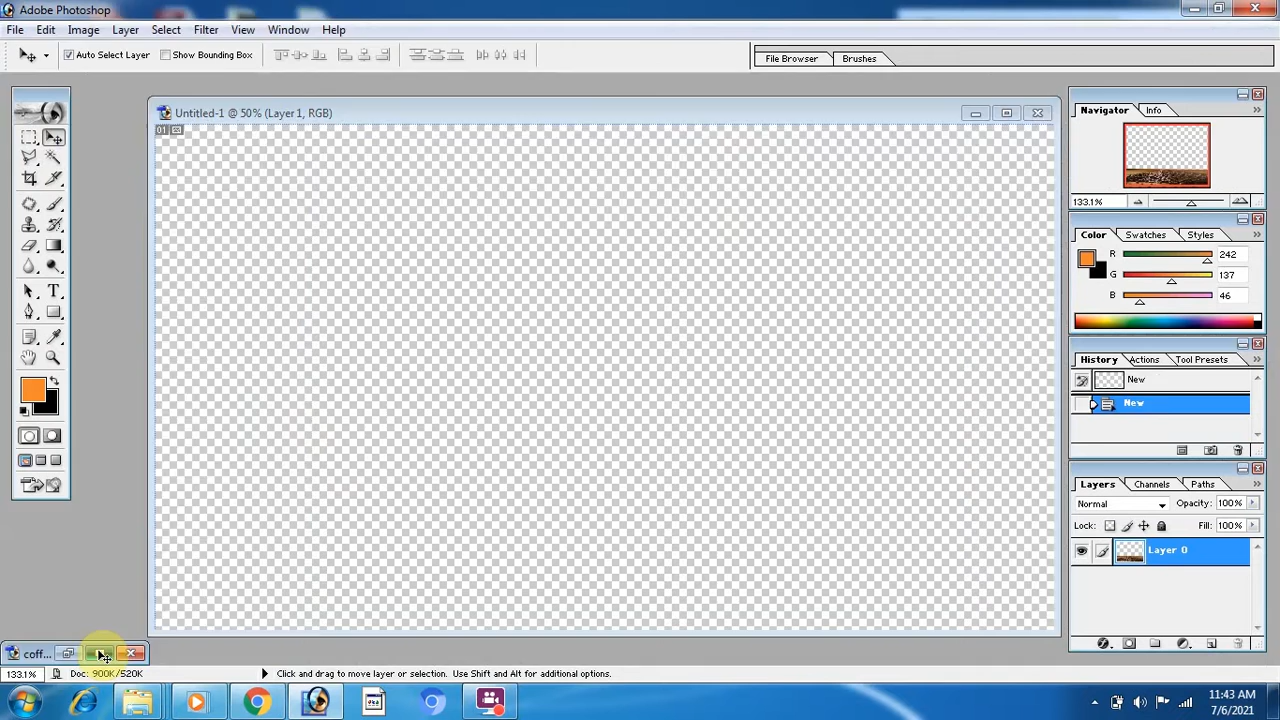 Adobe Photoshop
File Edit Image Layer Select Filter View Window Help
Auto Select Layer Show Bounding Box File Browser Brushes
Untitled-1 @ 50% (Layer 1, RGB)
01
Navigator Info
133.1%
Color Swatches Styles
R 242
G 137
B 46
History Actions Tool Presets
New
New
Layers Channels Paths
Normal Opacity: 100%
Lock: Fill: 100%
Layer 0
coff...
133.1% Doc: 900K/520K Click and drag to move layer or selection. Use Shift and Alt for additional options.
11:43 AM
7/6/2021